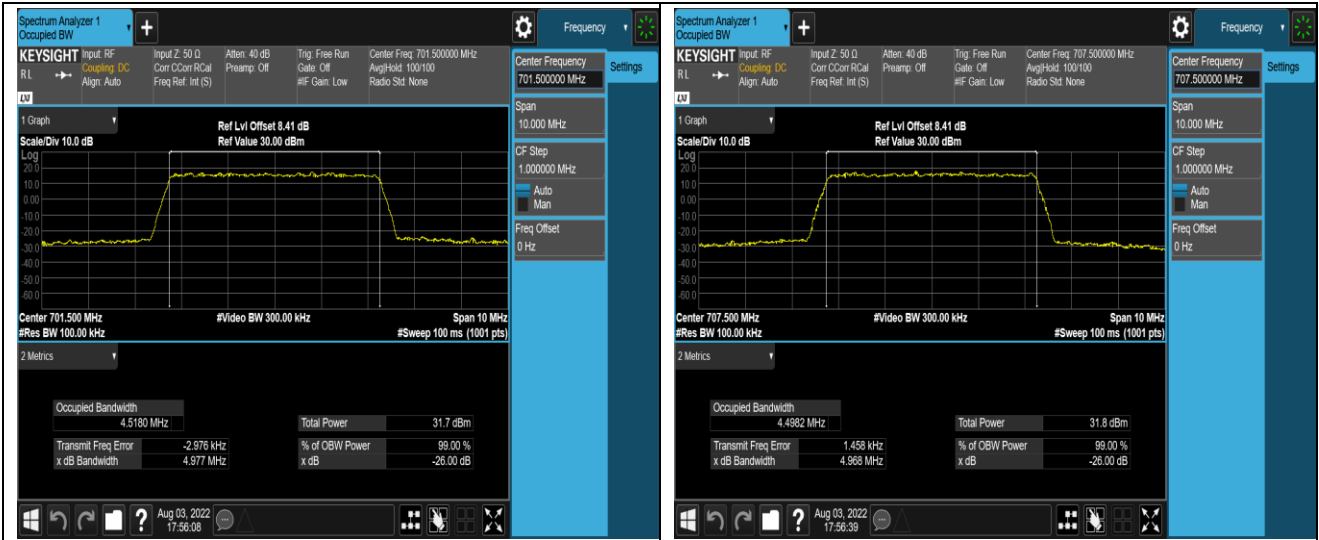 Spectrum Analyzer 1
Occupied BW
+
Frequency
KEYSIGHT Input: RF
Coupling: DC
Align: Auto
RL
LXI
Input Z: 50 Ω
Corr CCorr RCal
Freq Ref: Int (S)
Atten: 40 dB
Preamp: Off
Trig: Free Run
Gate: Off
#IF Gain: Low
Center Freq: 701.500000 MHz
Avg|Hold: 100/100
Radio Std: None
Center Frequency
701.500000 MHz
Settings
Span
10.000 MHz
CF Step
1.000000 MHz
Auto
Man
Freq Offset
0 Hz
1 Graph
Scale/Div 10.0 dB
Ref Lvl Offset 8.41 dB
Ref Value 30.00 dBm
Log
20.0
10.0
0.00
-10.0
-20.0
-30.0
-40.0
-50.0
-60.0
Center 701.500 MHz
#Res BW 100.00 kHz
#Video BW 300.00 kHz
Span 10 MHz
#Sweep 100 ms (1001 pts)
2 Metrics
Occupied Bandwidth
4.5180 MHz
Total Power 31.7 dBm
Transmit Freq Error -2.976 kHz
% of OBW Power 99.00 %
x dB Bandwidth 4.977 MHz
x dB -26.00 dB
?
Aug 03, 2022
17:56:08
Spectrum Analyzer 1
Occupied BW
+
Frequency
KEYSIGHT Input: RF
Coupling: DC
Align: Auto
RL
LXI
Input Z: 50 Ω
Corr CCorr RCal
Freq Ref: Int (S)
Atten: 40 dB
Preamp: Off
Trig: Free Run
Gate: Off
#IF Gain: Low
Center Freq: 707.500000 MHz
Avg|Hold: 100/100
Radio Std: None
Center Frequency
707.500000 MHz
Settings
Span
10.000 MHz
CF Step
1.000000 MHz
Auto
Man
Freq Offset
0 Hz
1 Graph
Scale/Div 10.0 dB
Ref Lvl Offset 8.41 dB
Ref Value 30.00 dBm
Log
20.0
10.0
0.00
-10.0
-20.0
-30.0
-40.0
-50.0
-60.0
Center 707.500 MHz
#Res BW 100.00 kHz
#Video BW 300.00 kHz
Span 10 MHz
#Sweep 100 ms (1001 pts)
2 Metrics
Occupied Bandwidth
4.4982 MHz
Total Power 31.8 dBm
Transmit Freq Error 1.458 kHz
% of OBW Power 99.00 %
x dB Bandwidth 4.968 MHz
x dB -26.00 dB
?
Aug 03, 2022
17:56:39